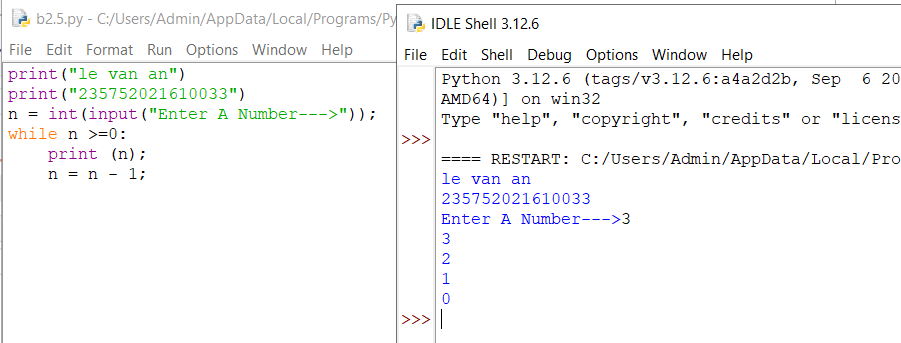 b2.5.py - C:/Users/Admin/AppData/Local/Programs/Py
File Edit Format Run Options Window Help
print("le van an")
print("235752021610033")
n = int(input("Enter A Number--->"));
while n >=0:
    print (n);
    n = n - 1;
IDLE Shell 3.12.6
File Edit Shell Debug Options Window Help
Python 3.12.6 (tags/v3.12.6:a4a2d2b, Sep  6 20
AMD64)] on win32
Type "help", "copyright", "credits" or "licens
>>>
==== RESTART: C:/Users/Admin/AppData/Local/Pro
le van an
235752021610033
Enter A Number--->3
3
2
1
0
>>>